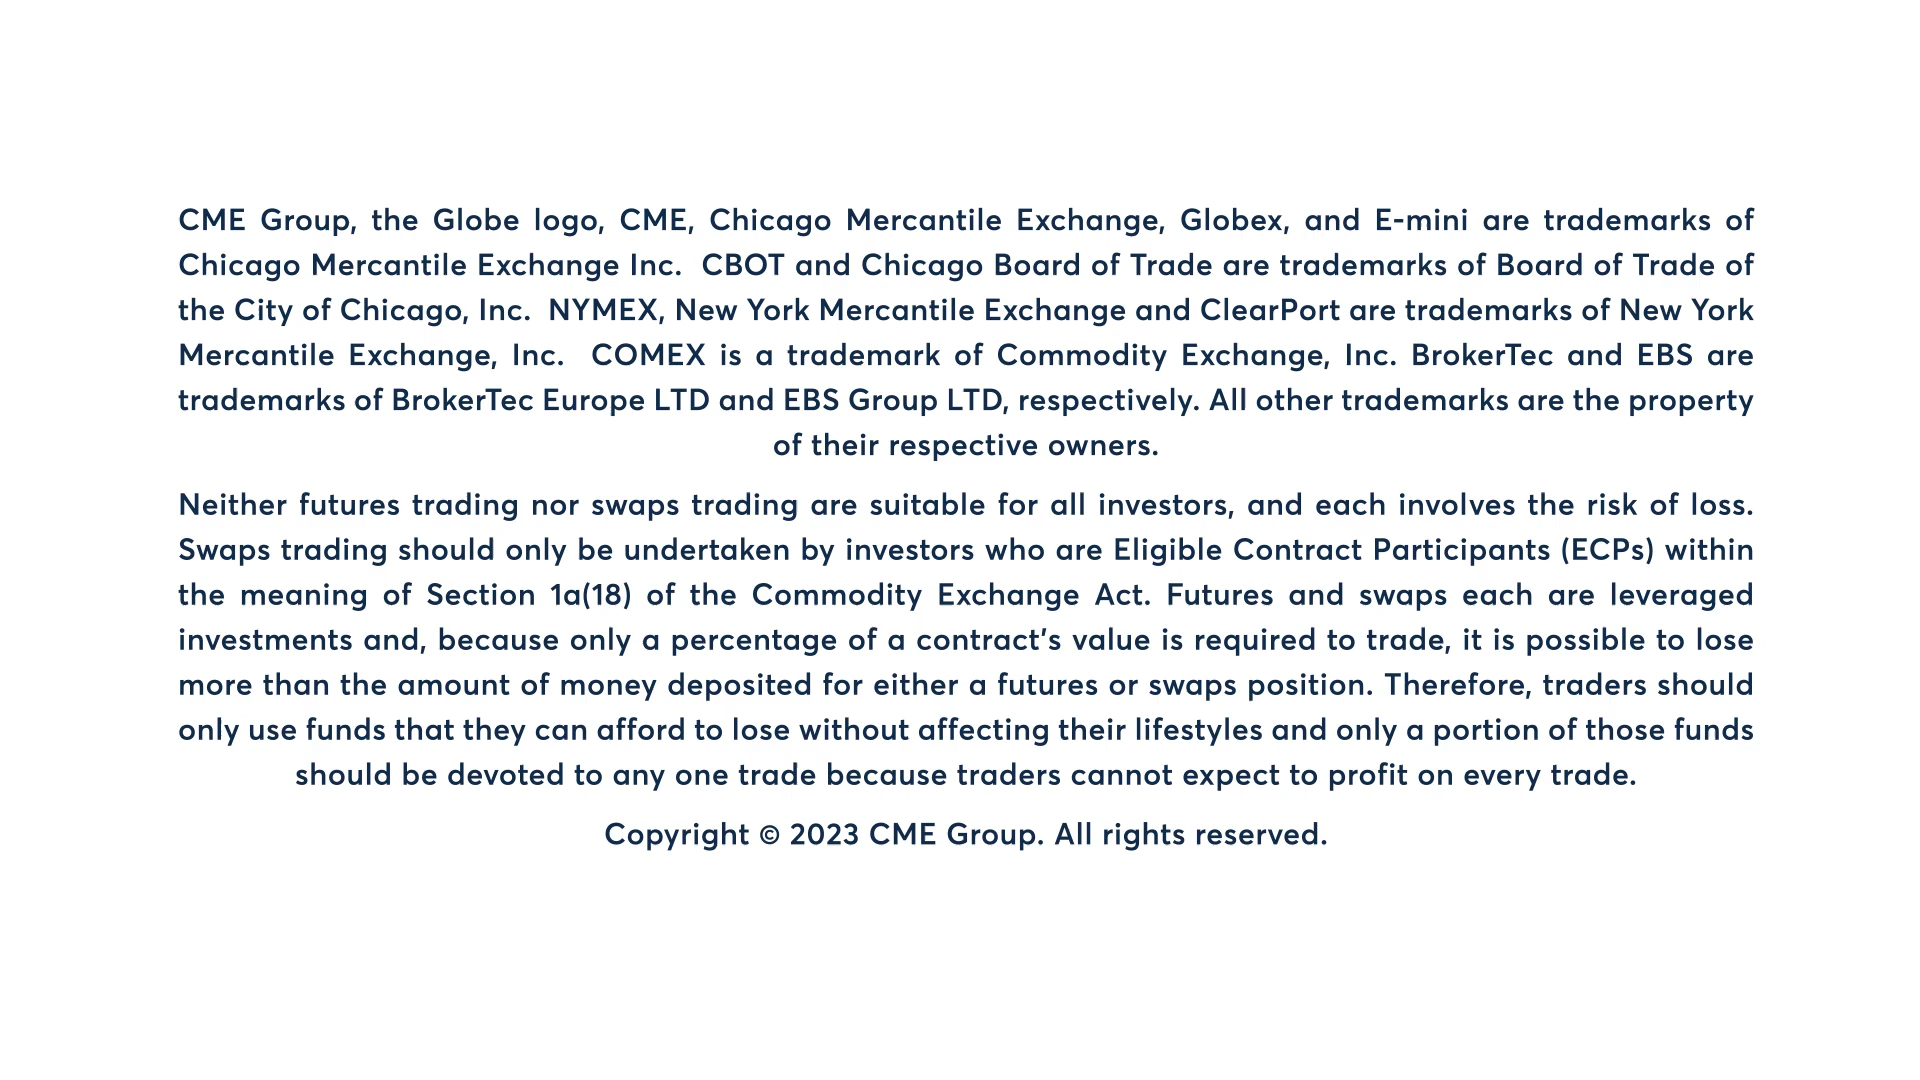 CME Group, the Globe logo, CME, Chicago Mercantile Exchange, Globex, and E-mini are trademarks of
Chicago Mercantile Exchange Inc.  CBOT and Chicago Board of Trade are trademarks of Board of Trade of
the City of Chicago, Inc.  NYMEX, New York Mercantile Exchange and ClearPort are trademarks of New York
Mercantile Exchange, Inc.  COMEX is a trademark of Commodity Exchange, Inc. BrokerTec and EBS are
trademarks of BrokerTec Europe LTD and EBS Group LTD, respectively. All other trademarks are the property
of their respective owners.
Neither futures trading nor swaps trading are suitable for all investors, and each involves the risk of loss.
Swaps trading should only be undertaken by investors who are Eligible Contract Participants (ECPs) within
the meaning of Section 1a(18) of the Commodity Exchange Act. Futures and swaps each are leveraged
investments and, because only a percentage of a contract’s value is required to trade, it is possible to lose
more than the amount of money deposited for either a futures or swaps position. Therefore, traders should
only use funds that they can afford to lose without affecting their lifestyles and only a portion of those funds
should be devoted to any one trade because traders cannot expect to profit on every trade.
Copyright © 2023 CME Group. All rights reserved.